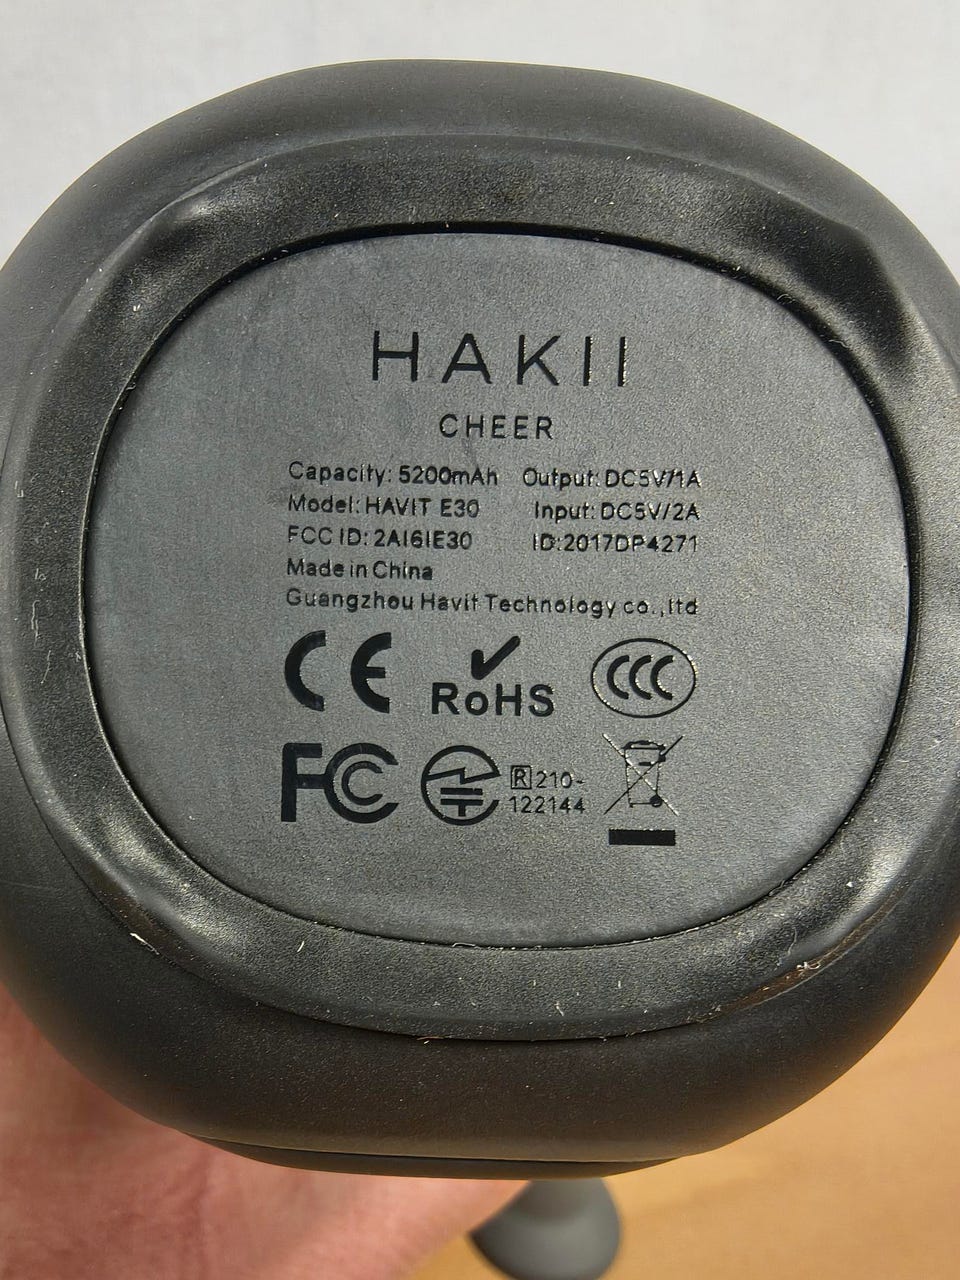 HAKII
CHEER
Capacity: 5200mAh Output: DC5V/1A
Model: HAVIT E30 Input: DC5V/2A
FCC ID: 2AI6IE30 ID:2017DP4271
Made in China
Guangzhou Havit Technology co.,ltd
CE RoHS CCC
FC R 210-
122144